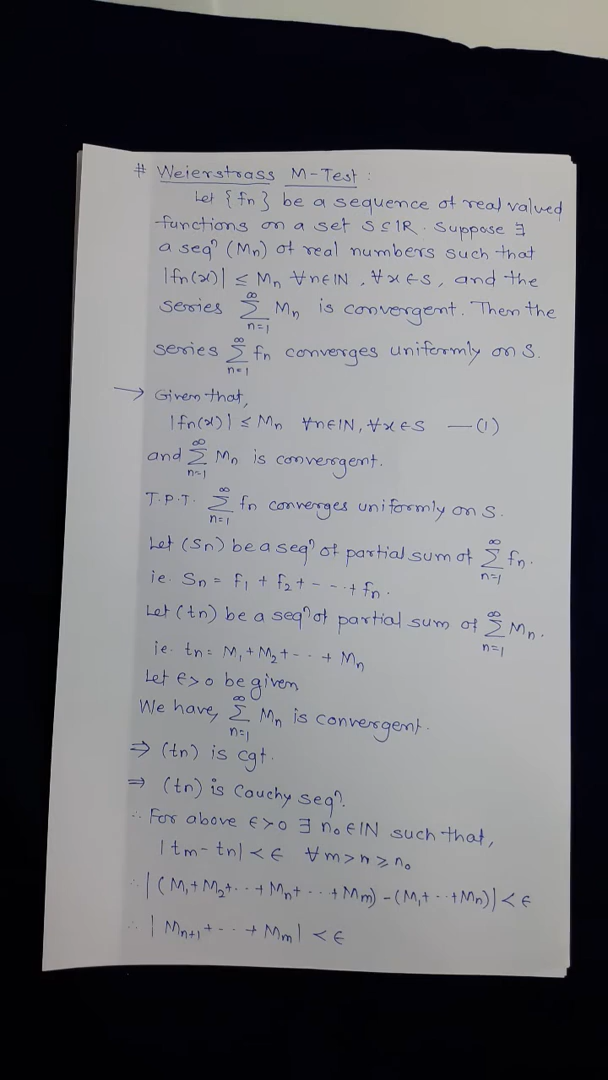 # Weierstrass M-Test :
Let {fn} be a sequence of real valued
functions on a set S⊆IR. Suppose ∃
a seqⁿ (Mn) of real numbers such that
|fn(x)| ≤ Mn ∀n∈IN, ∀x∈S, and the
series ∞∑n=1 Mn is convergent. Then the
series ∞∑n=1 fn converges uniformly on S.
→ Given that,
|fn(x)| ≤ Mn ∀n∈IN, ∀x∈S —(1)
and ∞∑n=1 Mn is convergent.
T.P.T. ∞∑n=1 fn converges uniformly on S.
Let (Sn) be a seqⁿ of partial sum of ∞∑n=1 fn.
ie. Sn = f₁ + f₂ + - - - + fn.
Let (tn) be a seqⁿ of partial sum of ∞∑n=1 Mn.
ie. tn = M₁ + M₂ + - - + Mn
Let ∈>0 be given
We have, ∞∑n=1 Mn is convergent.
⇒ (tn) is cgt.
⇒ (tn) is Couchy seqⁿ.
∴ For above ∈>0 ∃ n₀∈IN such that,
|tm - tn| < ∈ ∀m>n≥n₀
∴ |(M₁+M₂+ - - +Mn+ - - +Mm) - (M₁+ - - +Mn)| < ∈
∴ |Mn+1 + - - + Mm| < ∈